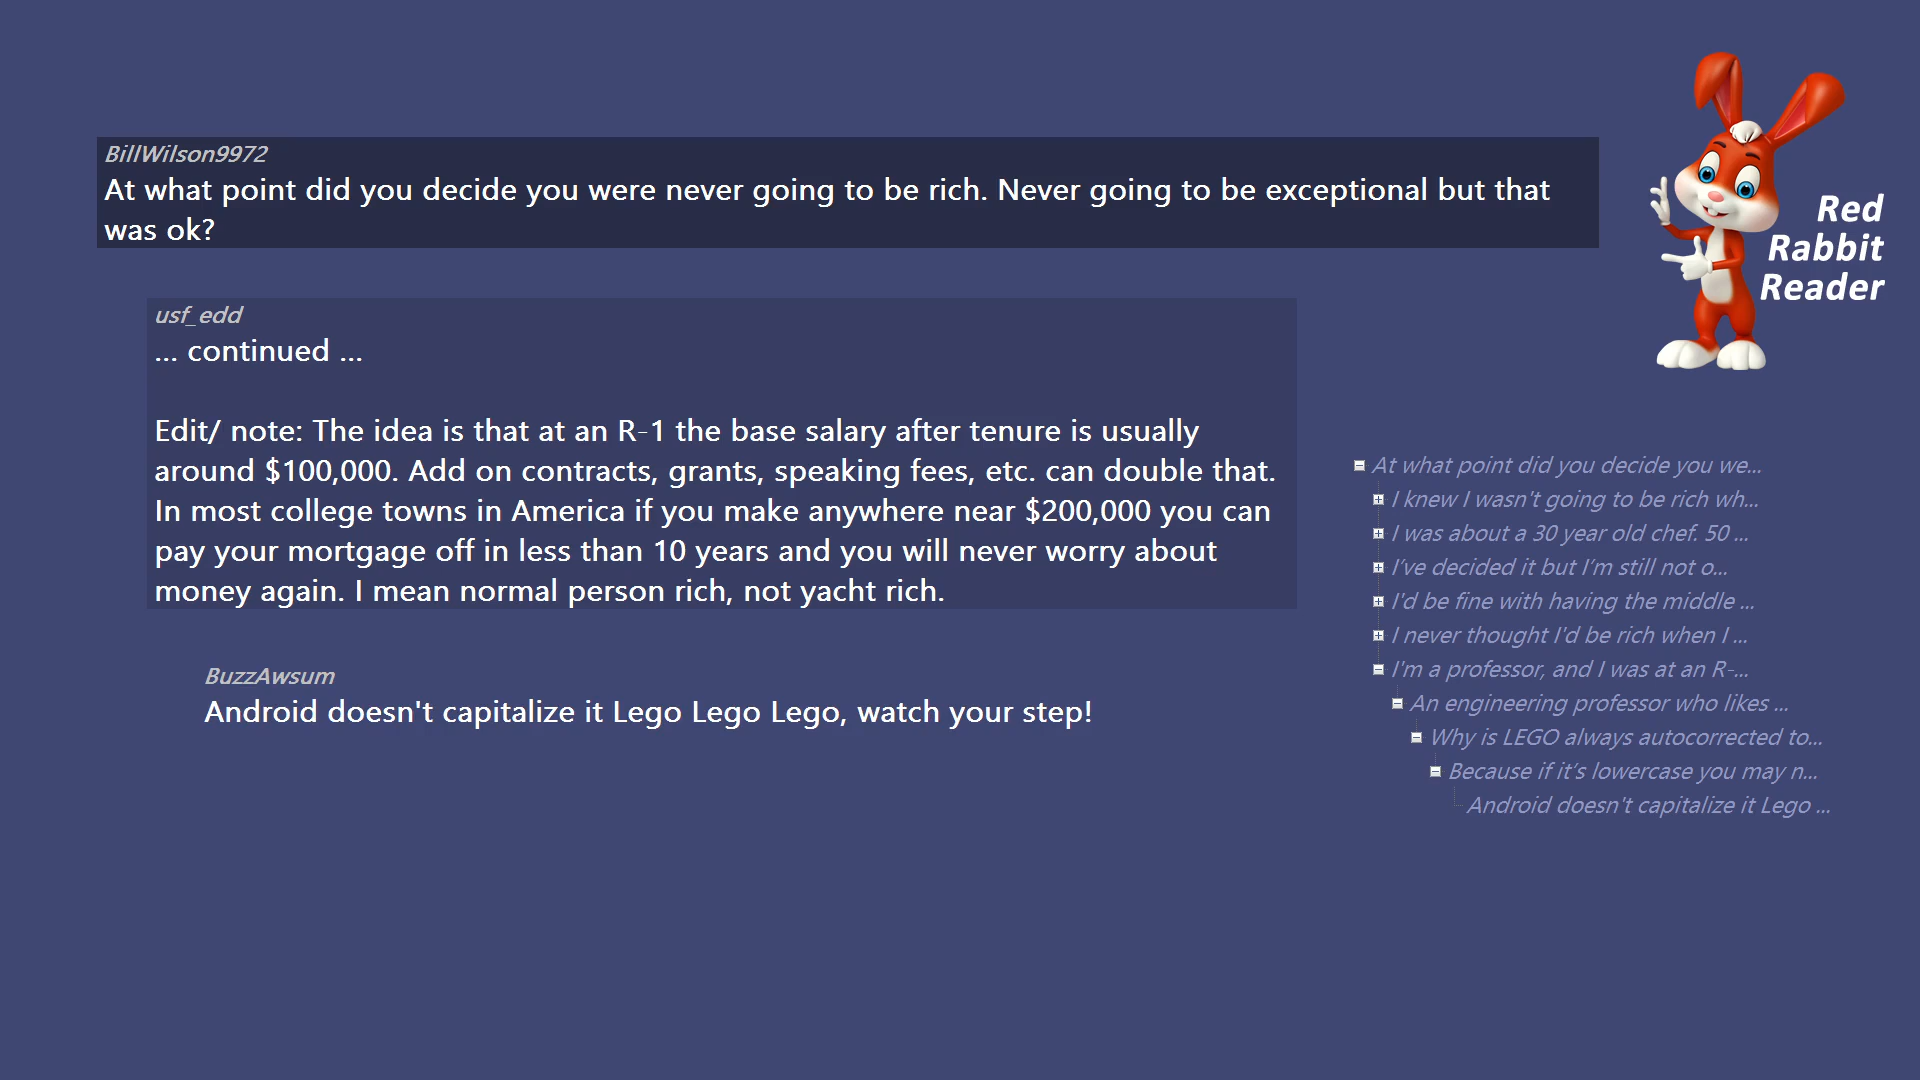 BillWilson9972
At what point did you decide you were never going to be rich. Never going to be exceptional but that
was ok?
usf_edd
... continued ...
Edit/ note: The idea is that at an R-1 the base salary after tenure is usually
around $100,000. Add on contracts, grants, speaking fees, etc. can double that.
In most college towns in America if you make anywhere near $200,000 you can
pay your mortgage off in less than 10 years and you will never worry about
money again. I mean normal person rich, not yacht rich.
BuzzAwsum
Android doesn't capitalize it Lego Lego Lego, watch your step!
Red
Rabbit
Reader
At what point did you decide you we...
I knew I wasn't going to be rich wh...
I was about a 30 year old chef. 50 ...
I’ve decided it but I’m still not o...
I'd be fine with having the middle ...
I never thought I'd be rich when I ...
I'm a professor, and I was at an R-...
An engineering professor who likes ...
Why is LEGO always autocorrected to...
Because if it’s lowercase you may n...
Android doesn't capitalize it Lego ...